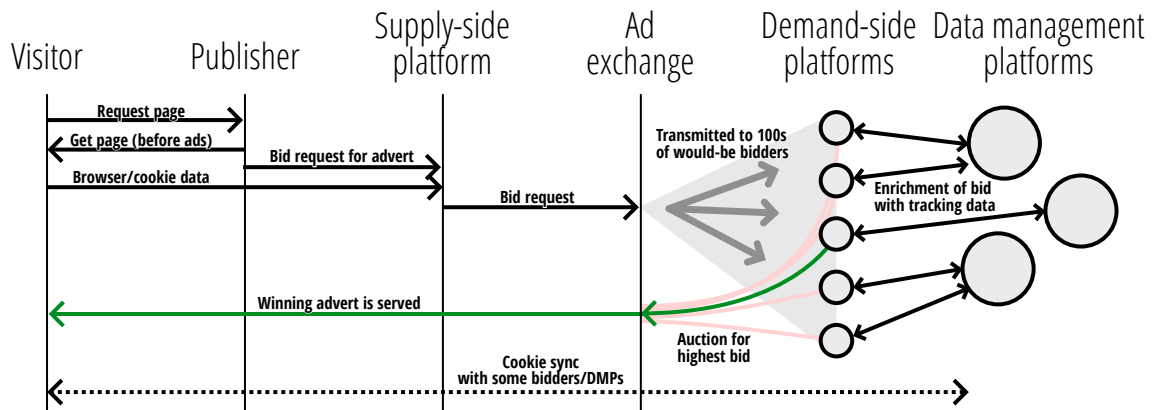 Visitor
Publisher
Supply-side
platform
Ad
exchange
Demand-side
platforms
Data management
platforms
Request page
Get page (before ads)
Bid request for advert
Browser/cookie data
Bid request
Transmitted to 100s
of would-be bidders
Enrichment of bid
with tracking data
Winning advert is served
Auction for
highest bid
Cookie sync
with some bidders/DMPs